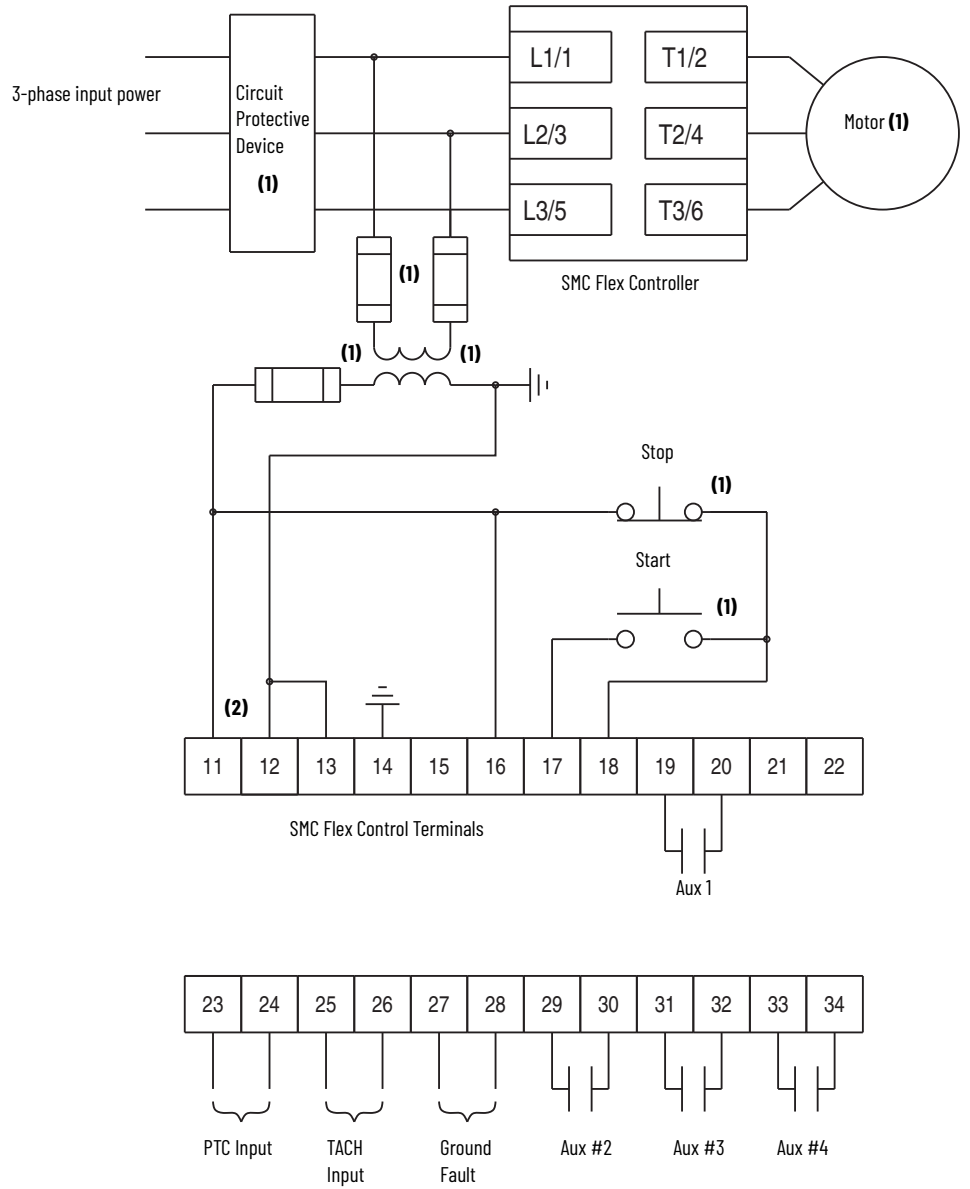 3-phase input power
Circuit
Protective
Device
(1)
L1/1
T1/2
L2/3
T2/4
L3/5
T3/6
Motor (1)
SMC Flex Controller
(1)
(1)
(1)
Stop
(1)
Start
(1)
(2)
11 12 13 14 15 16 17 18 19 20 21 22
SMC Flex Control Terminals
Aux 1
23 24 25 26 27 28 29 30 31 32 33 34
PTC Input
TACH
Input
Ground
Fault
Aux #2
Aux #3
Aux #4